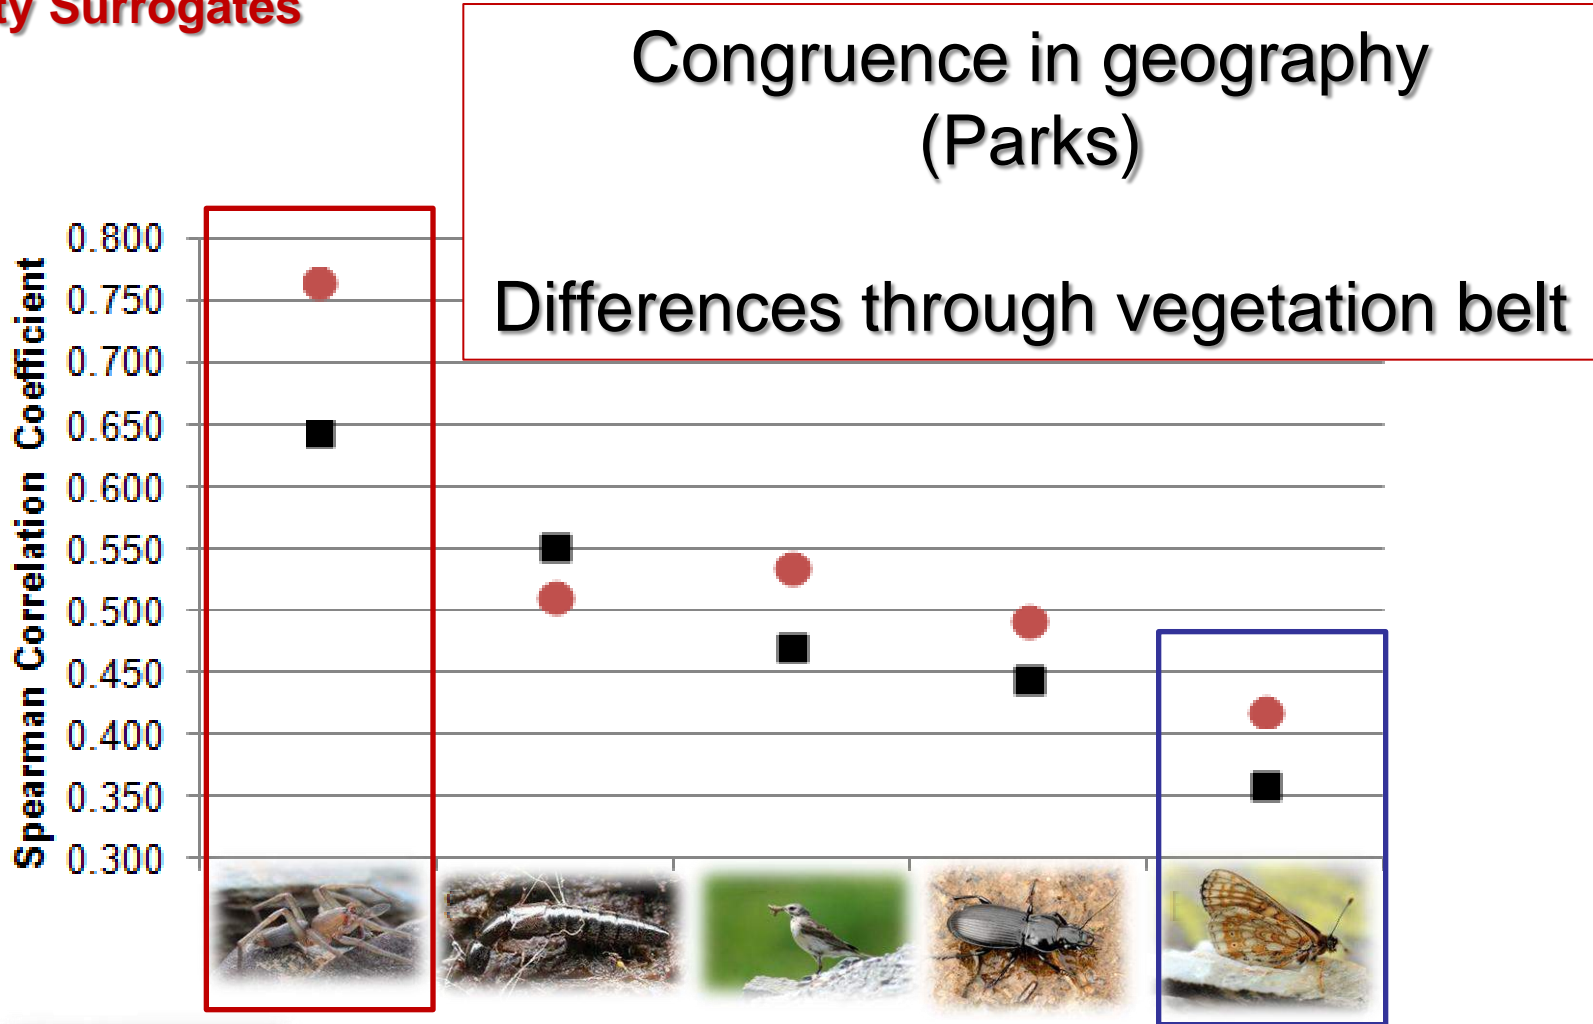 ty Surrogates
Congruence in geography
(Parks)
Differences through vegetation belt
Spearman Correlation Coefficient
0.800
0.750
0.700
0.650
0.600
0.550
0.500
0.450
0.400
0.350
0.300